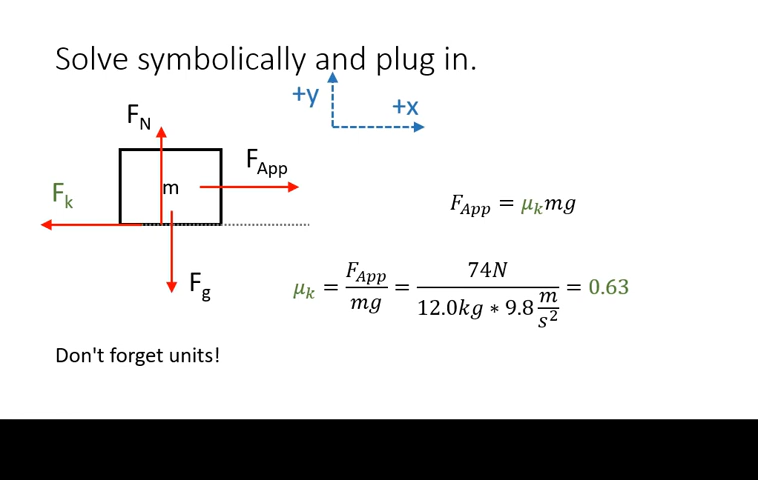 Solve symbolically and plug in.
+y
+x
F_N
F_App
m
F_k
F_g
F_App = μ_k mg
μ_k = F_App / mg = 74N / 12.0kg * 9.8 m/s² = 0.63
Don't forget units!